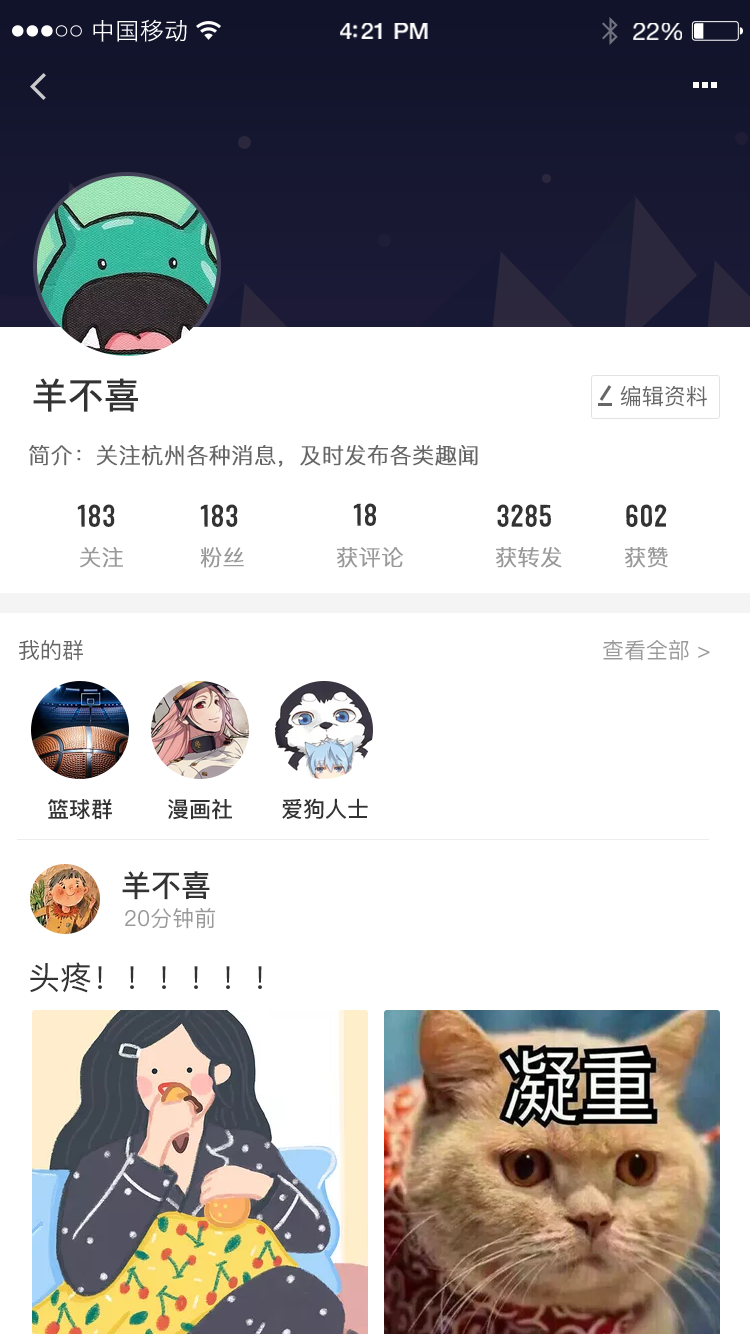 中国移动
4:21 PM
22%
羊不喜
编辑资料
简介：关注杭州各种消息，及时发布各类趣闻
183
183
18
3285
602
关注
粉丝
获评论
获转发
获赞
我的群
查看全部 >
篮球群
漫画社
爱狗人士
羊不喜
20分钟前
头疼！！！！！！
凝重